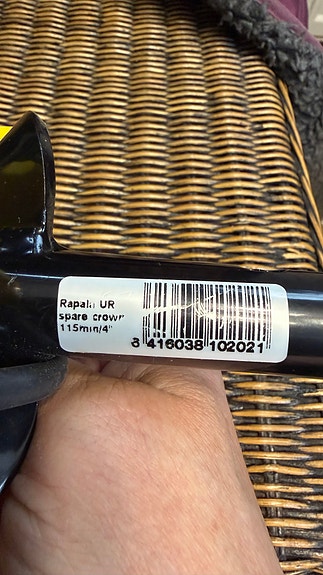 Rapala UR
spare crown
115mm/4"
8 416038 102021